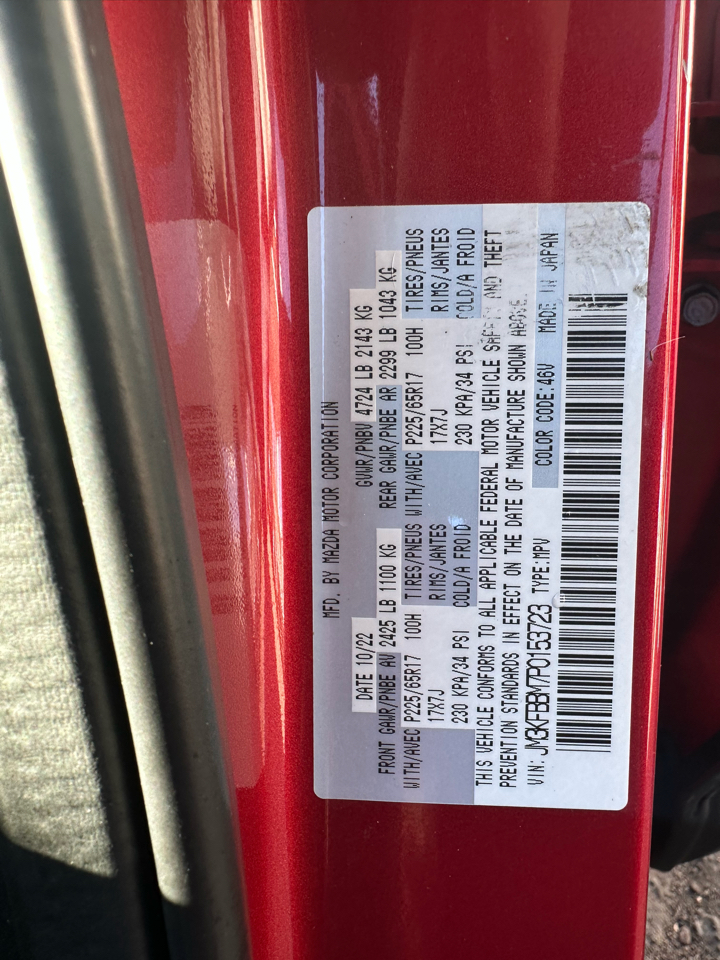 MFD. BY MAZDA MOTOR CORPORATION
DATE 10/22 GVWR/PNBV 4724 LB 2143 KG
FRONT GAWR/PNBE AV 2425 LB 1100 KG REAR GAWR/PNBE AR 2299 LB 1043 KG
WITH/AVEC P225/65R17 100H TIRES/PNEUS WITH/AVEC P225/65R17 100H TIRES/PNEUS
17X7J RIMS/JANTES 17X7J RIMS/JANTES
230 KPA/34 PSI COLD/A FROID 230 KPA/34 PSI COLD/A FROID
THIS VEHICLE CONFORMS TO ALL APPLICABLE FEDERAL MOTOR VEHICLE SAFETY AND THEFT
PREVENTION STANDARDS IN EFFECT ON THE DATE OF MANUFACTURE SHOWN ABOVE.
VIN: JM3KFBBM7P0153723 TYPE:MPV COLOR CODE:46V MADE IN JAPAN